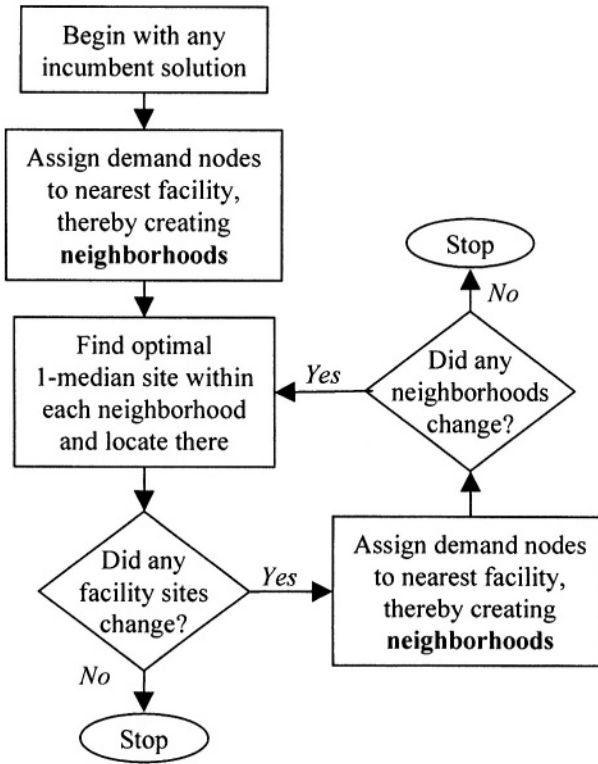 Begin with any
incumbent solution
Assign demand nodes
to nearest facility,
thereby creating
neighborhoods
Find optimal
1-median site within
each neighborhood
and locate there
Did any
facility sites
change?
No
Stop
Yes
Assign demand nodes
to nearest facility,
thereby creating
neighborhoods
Did any
neighborhoods
change?
Yes
No
Stop